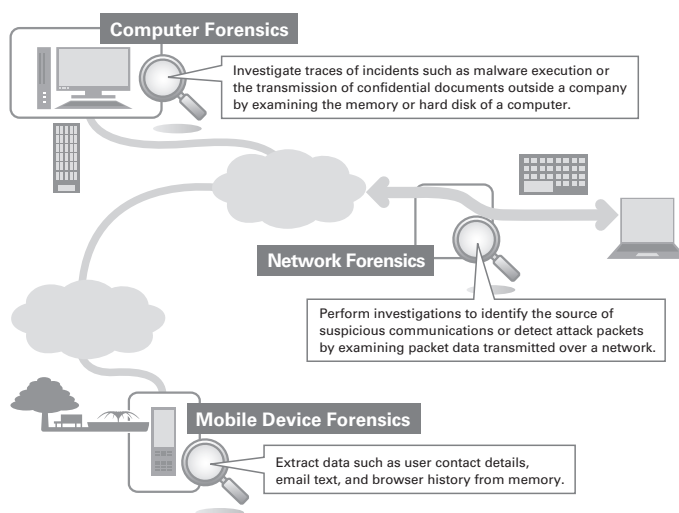 Computer Forensics
Investigate traces of incidents such as malware execution or
the transmission of confidential documents outside a company
by examining the memory or hard disk of a computer.
Network Forensics
Perform investigations to identify the source of
suspicious communications or detect attack packets
by examining packet data transmitted over a network.
Mobile Device Forensics
Extract data such as user contact details,
email text, and browser history from memory.